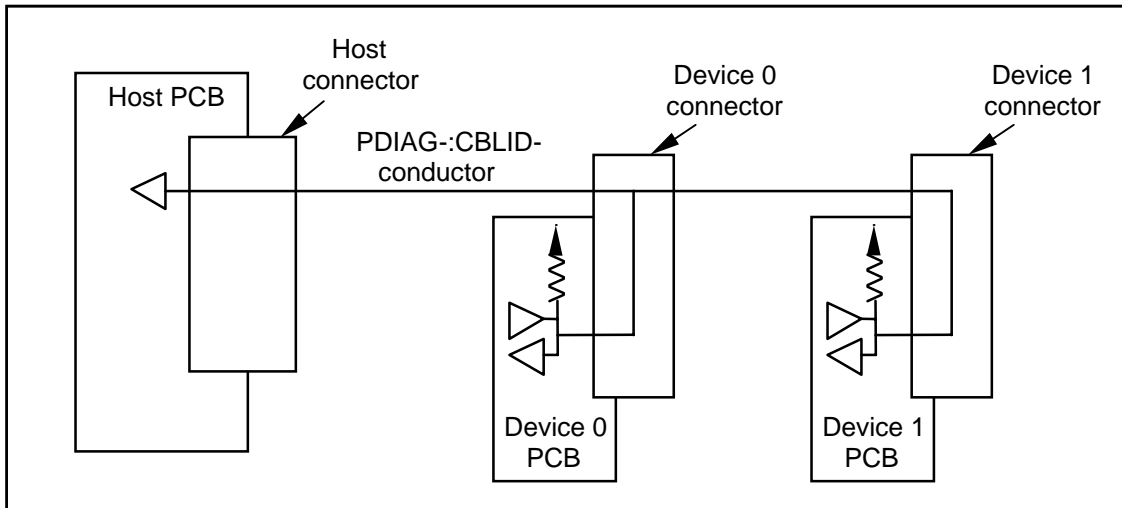 Host
connector
Host PCB
Device 0
connector
Device 1
connector
PDIAG-:CBLID-
conductor
Device 0
PCB
Device 1
PCB